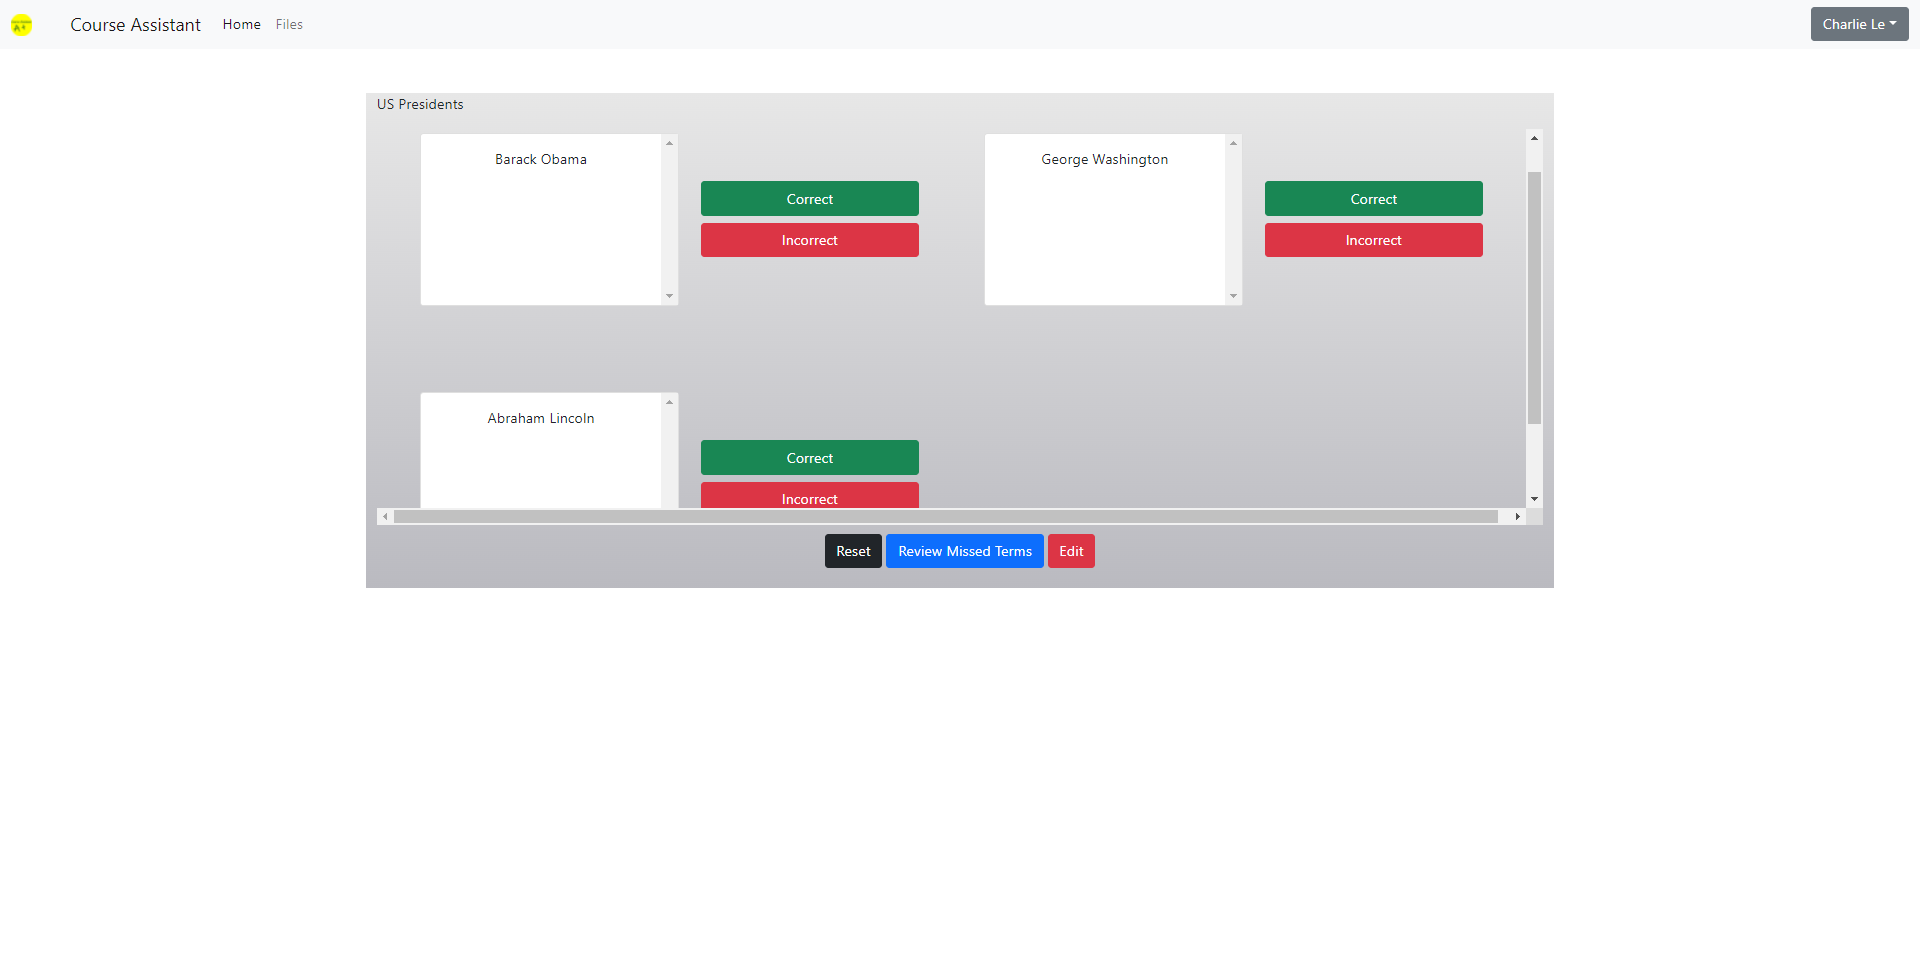 Course Assistant Home Files Charlie Le
US Presidents
Barack Obama
Correct
Incorrect
George Washington
Correct
Incorrect
Abraham Lincoln
Correct
Incorrect
Reset Review Missed Terms Edit